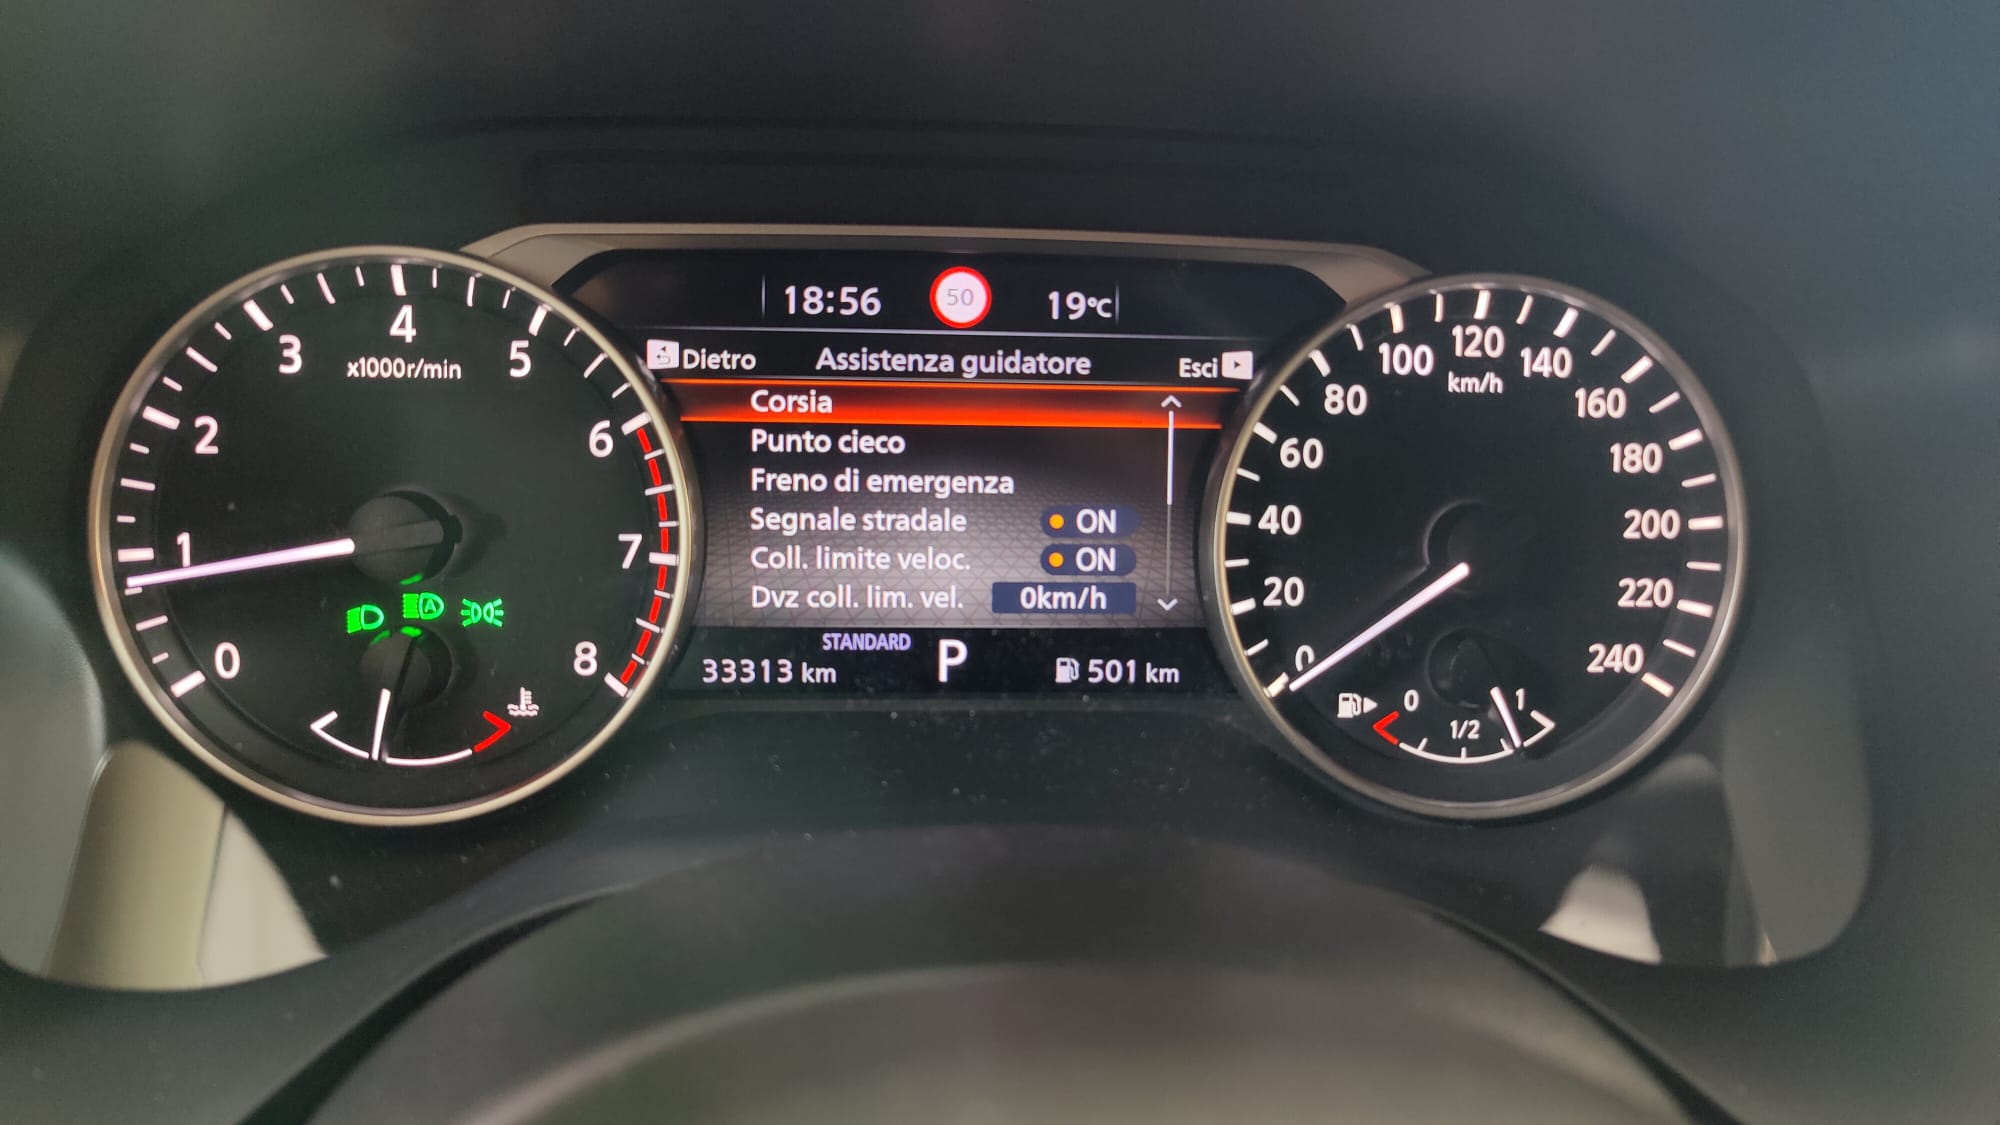 18:56 50 19°C
Dietro Assistenza guidatore Esci
Corsia
Punto cieco
Freno di emergenza
Segnale stradale ON
Coll. limite veloc. ON
Dvz coll. lim. vel. 0km/h
STANDARD
33313 km P 501 km
0 1 2 3 4 5 6 7 8
x1000r/min
A
0 20 40 60 80 100 120 140 160 180 200 220 240
km/h
0 1/2 1